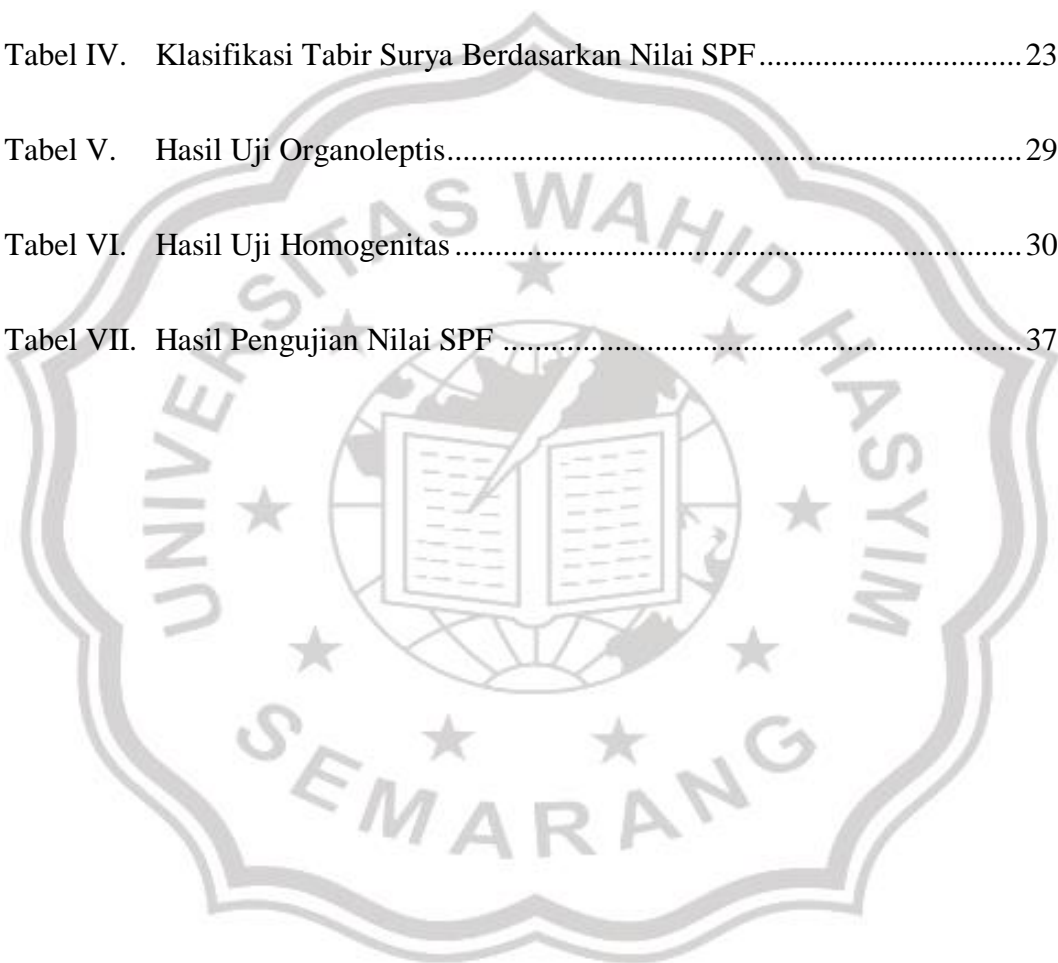 Tabel IV. Klasifikasi Tabir Surya Berdasarkan Nilai SPF.............................. 23
Tabel V. Hasil Uji Organoleptis........................................................................ 29
Tabel VI. Hasil Uji Homogenitas ....................................................................... 30
Tabel VII. Hasil Pengujian Nilai SPF ................................................................. 37
UNIVERSITAS WAHID HASYIM
SEMARANG